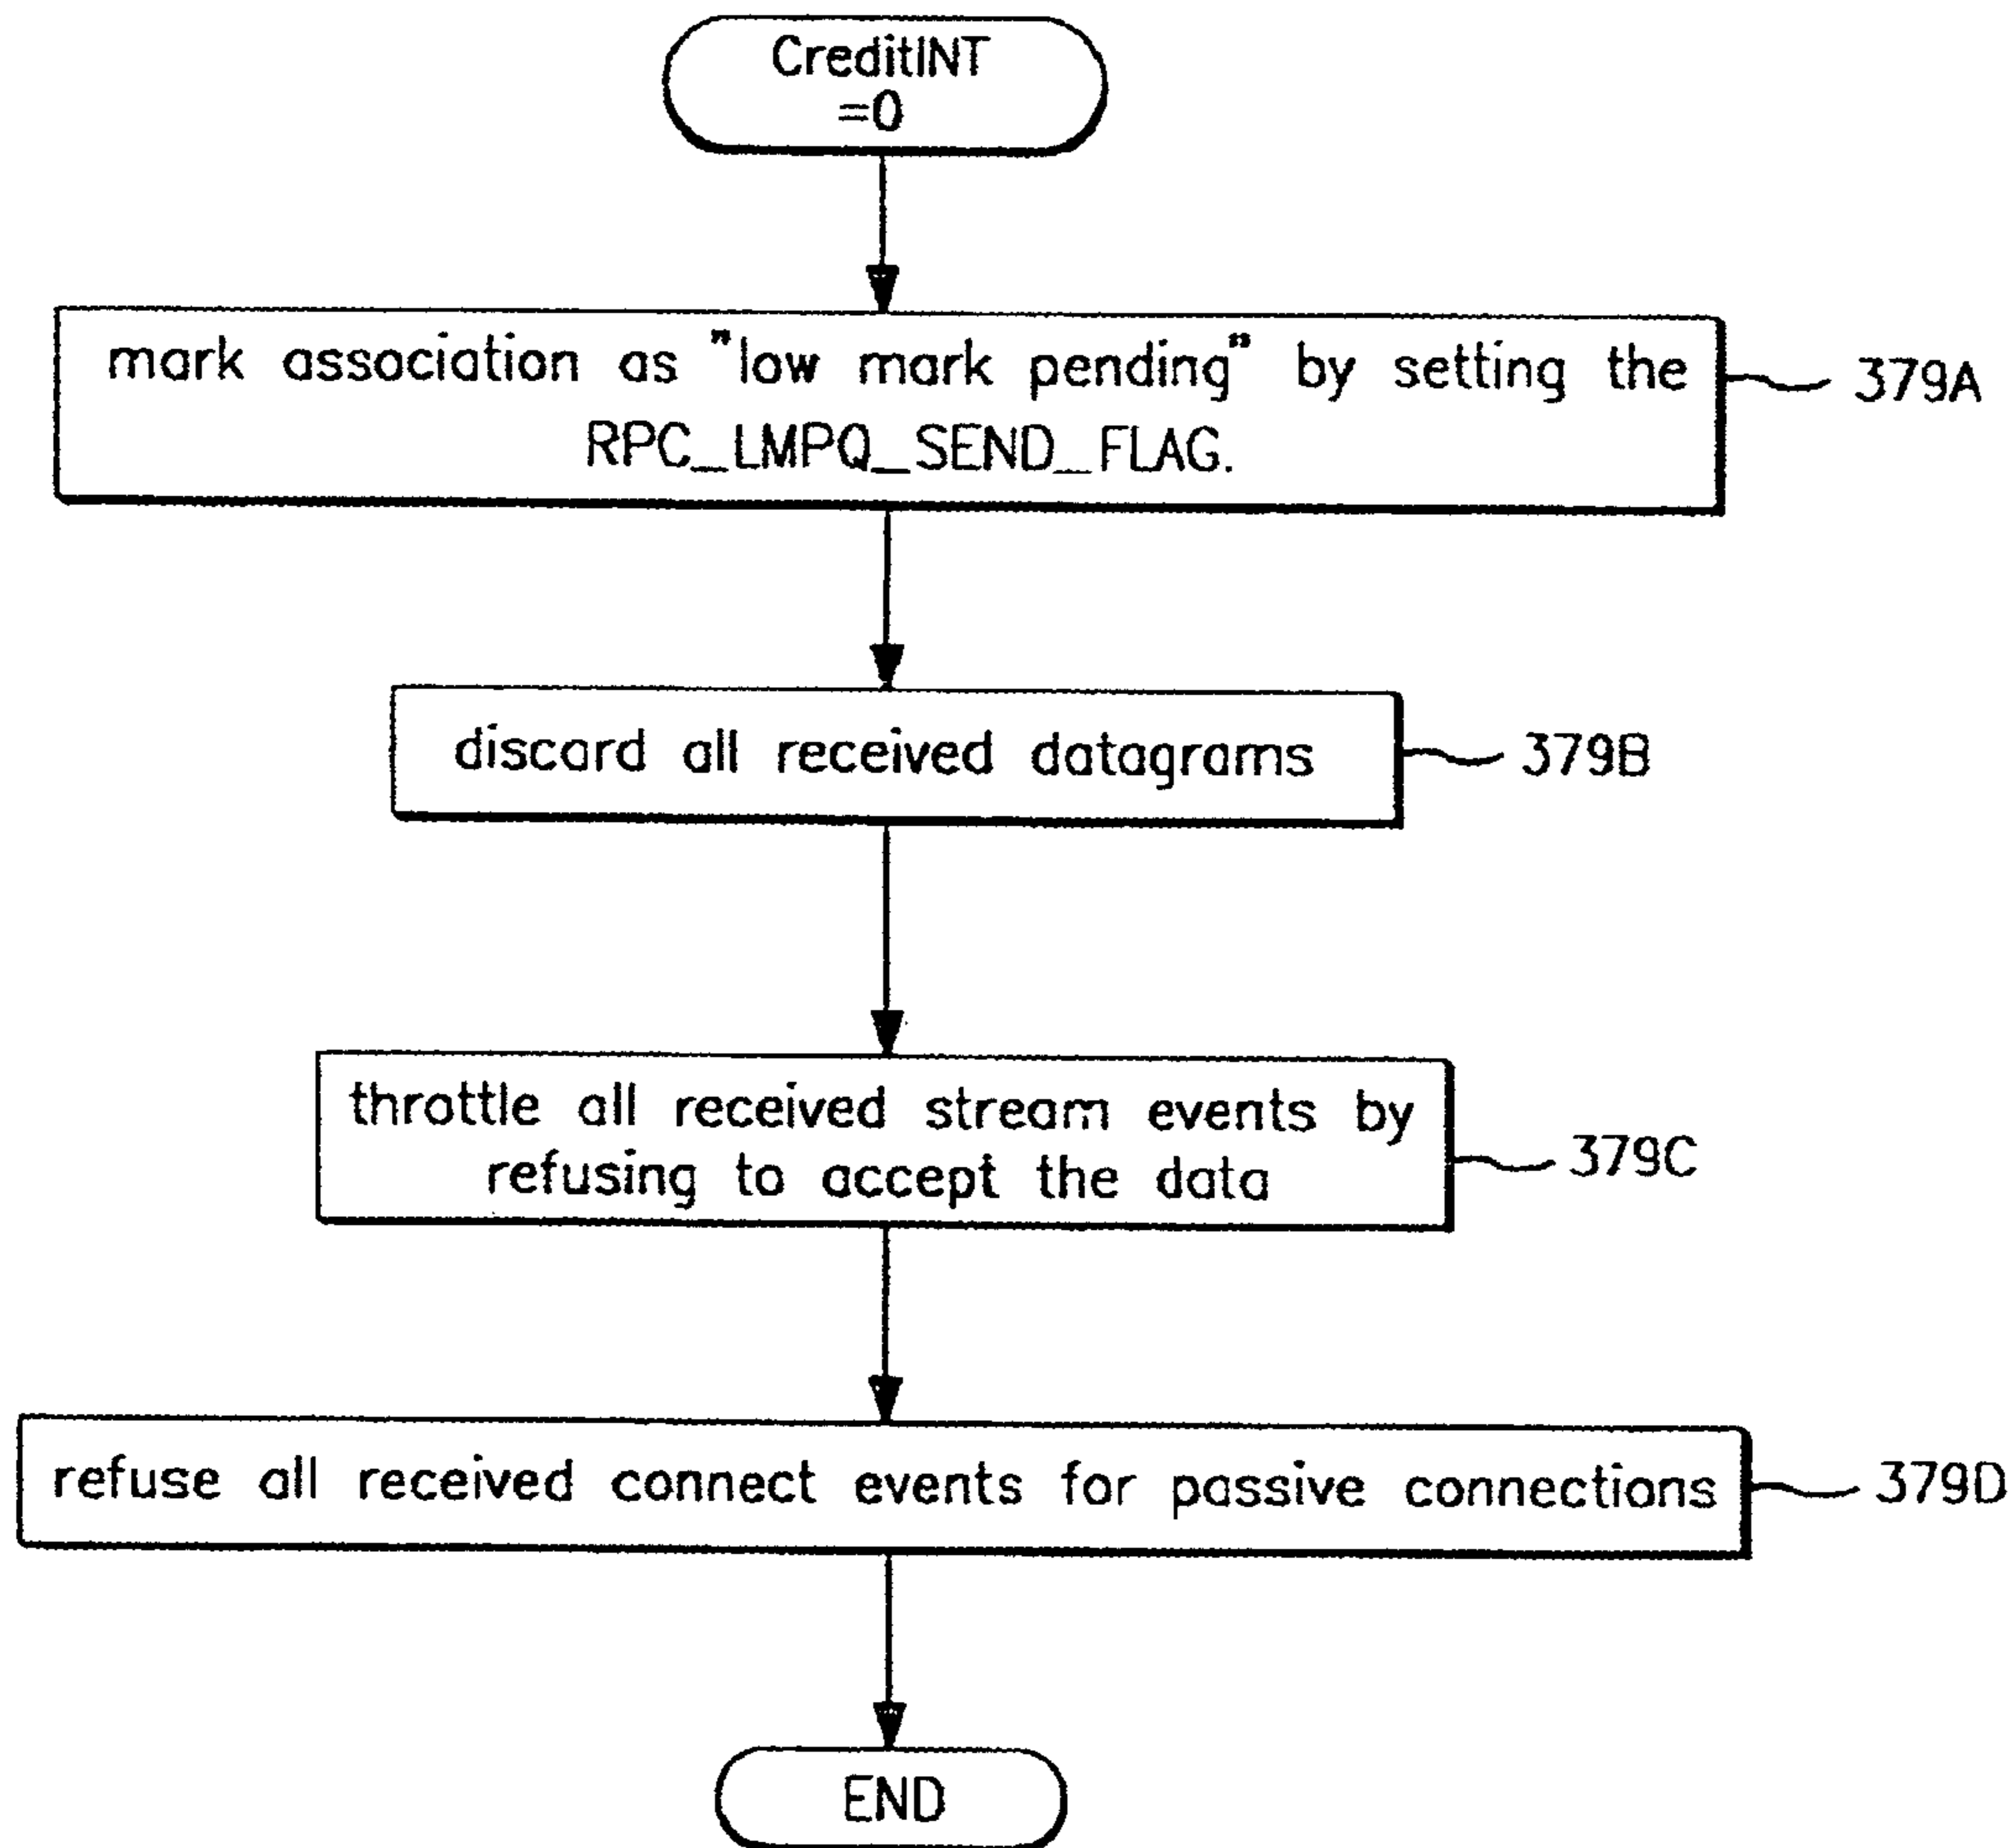 CreditINT
=0
mark association as "low mark pending" by setting the
RPC_LMPQ_SEND_FLAG.
379A
discard all received datagrams
379B
throttle all received stream events by
refusing to accept the data
379C
refuse all received connect events for passive connections
379D
END